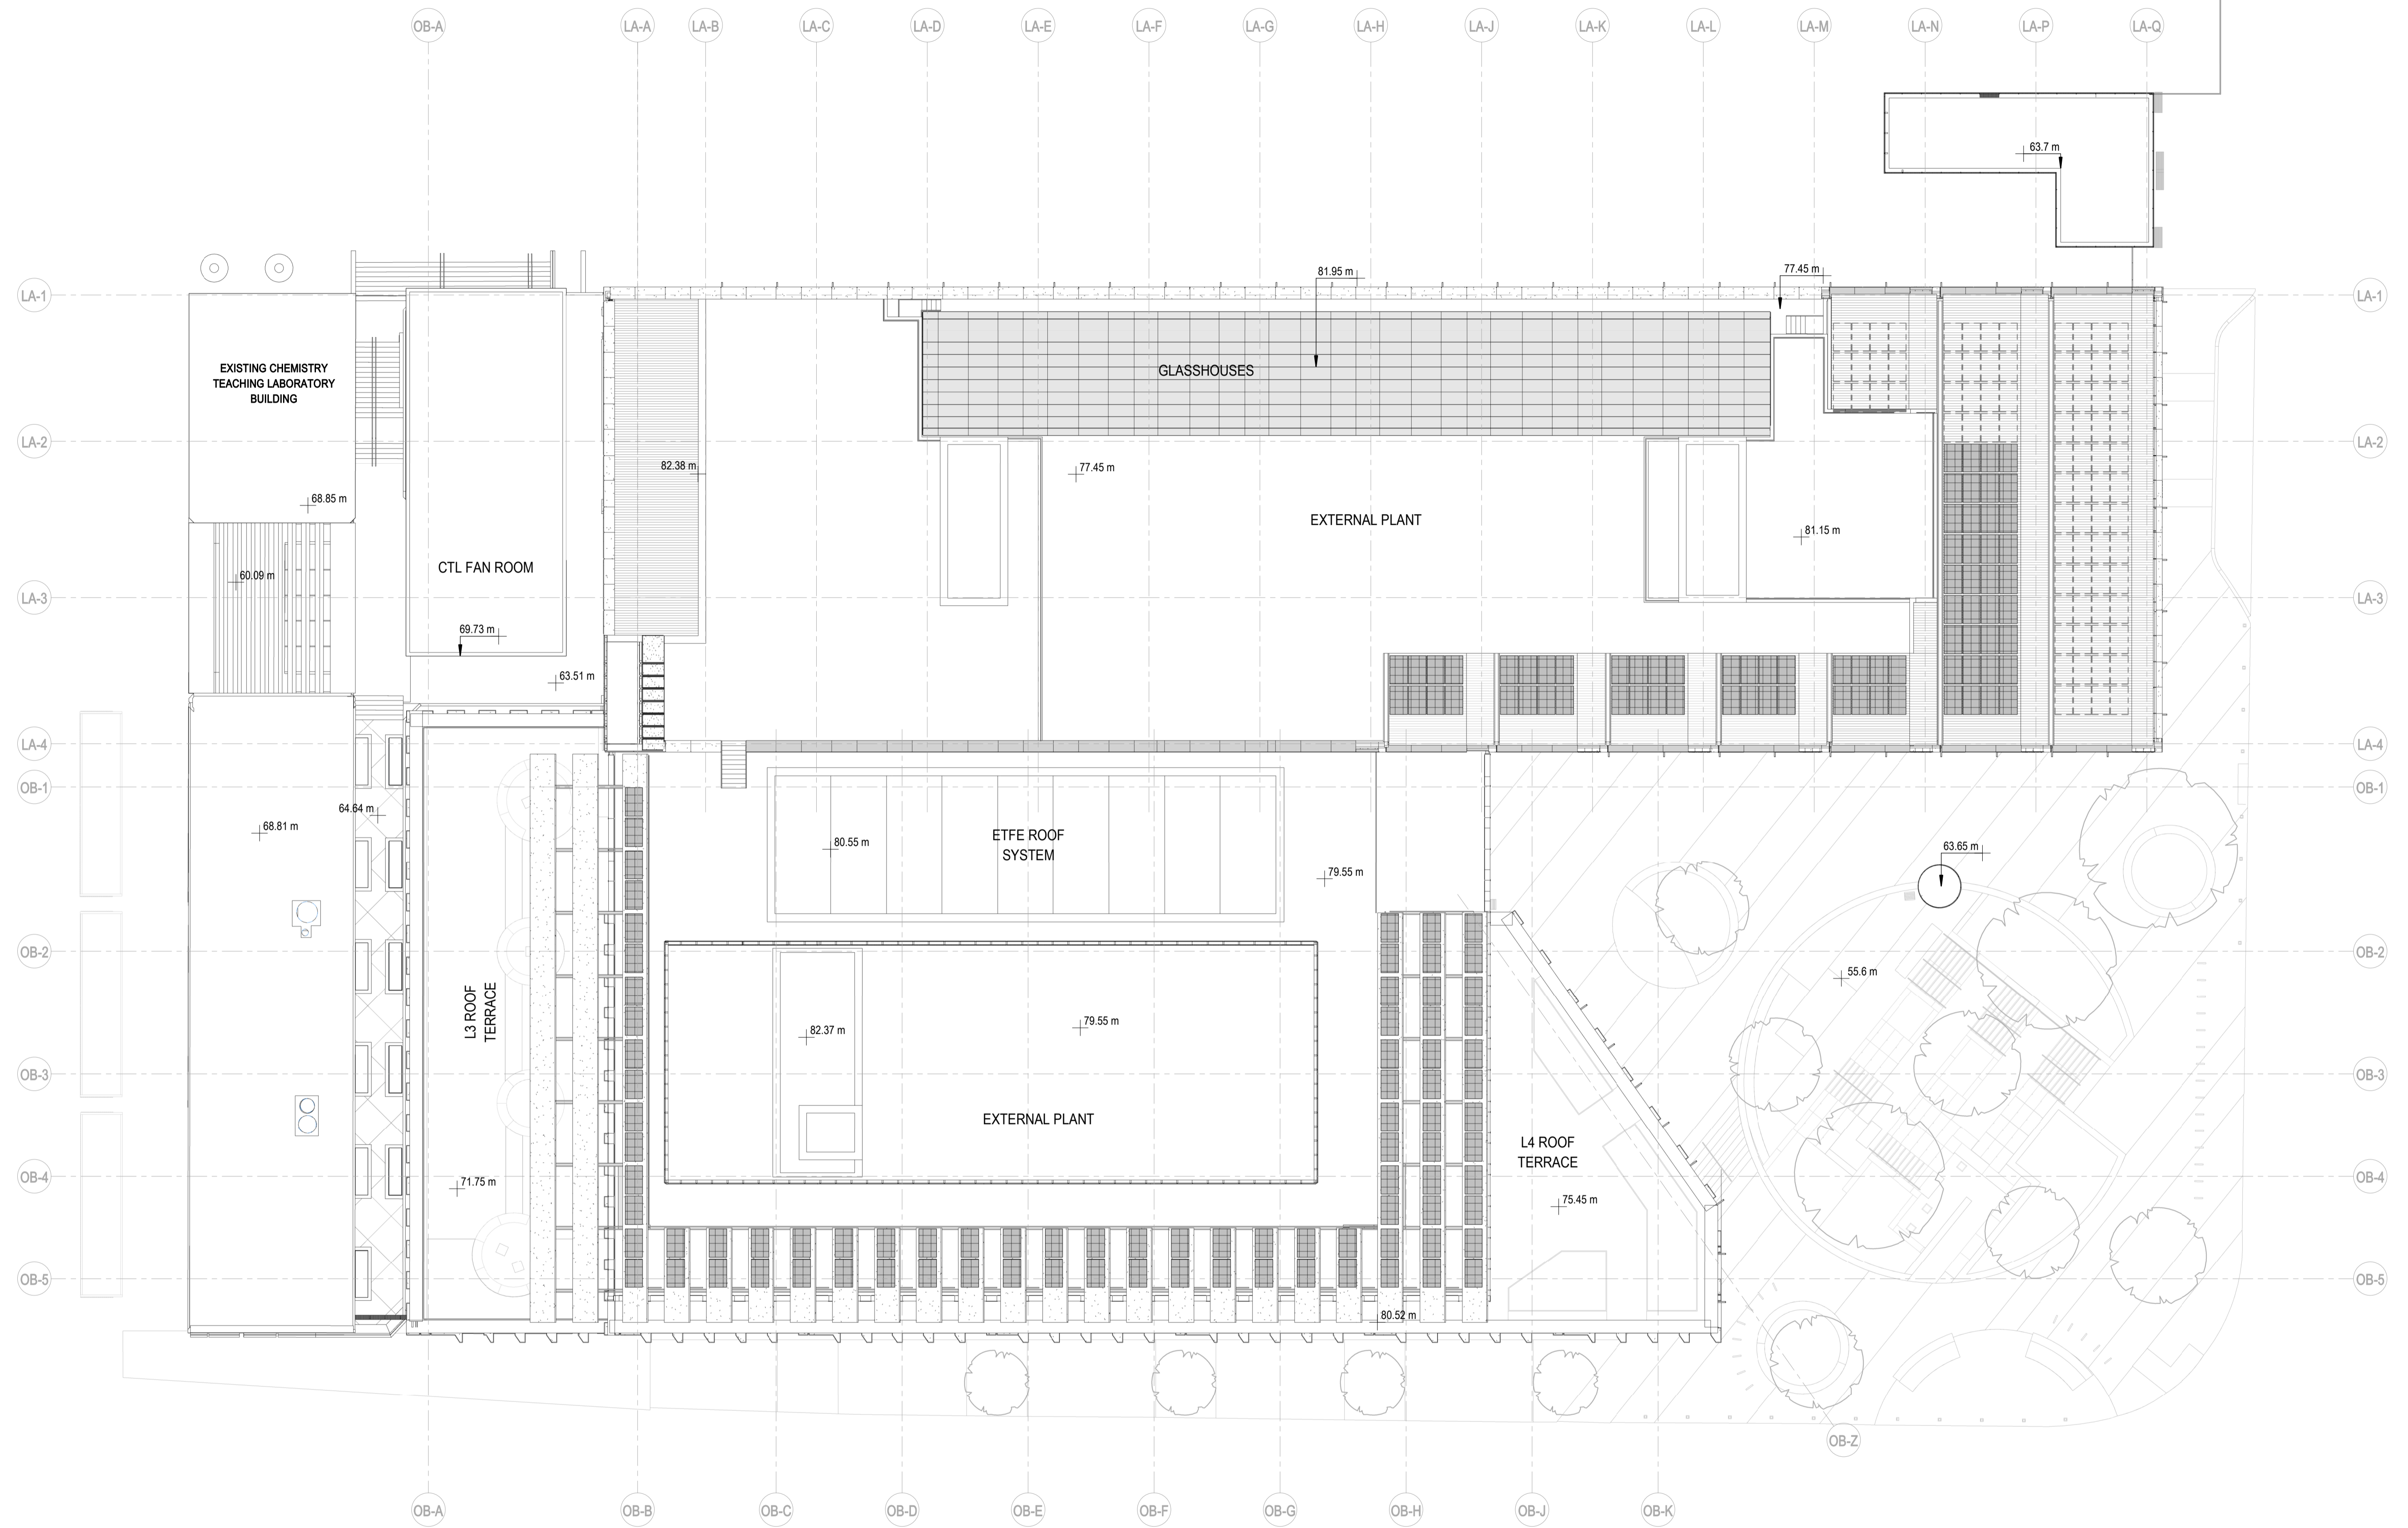 OB-A
LA-A
LA-B
LA-C
LA-D
LA-E
LA-F
LA-G
LA-H
LA-J
LA-K
LA-L
LA-M
LA-N
LA-P
LA-Q
63.7 m
81.95 m
77.45 m
LA-1
LA-1
EXISTING CHEMISTRY
TEACHING LABORATORY
BUILDING
GLASSHOUSES
LA-2
LA-2
82.38 m
77.45 m
68.85 m
EXTERNAL PLANT
81.15 m
CTL FAN ROOM
60.09 m
LA-3
LA-3
69.73 m
63.51 m
LA-4
LA-4
OB-1
OB-1
64.64 m
68.81 m
ETFE ROOF
SYSTEM
80.55 m
79.55 m
63.65 m
OB-2
OB-2
55.6 m
L3 ROOF
TERRACE
82.37 m
79.55 m
OB-3
OB-3
EXTERNAL PLANT
L4 ROOF
TERRACE
OB-4
OB-4
71.75 m
75.45 m
OB-5
OB-5
80.52 m
OB-Z
OB-A
OB-B
OB-C
OB-D
OB-E
OB-F
OB-G
OB-H
OB-J
OB-K